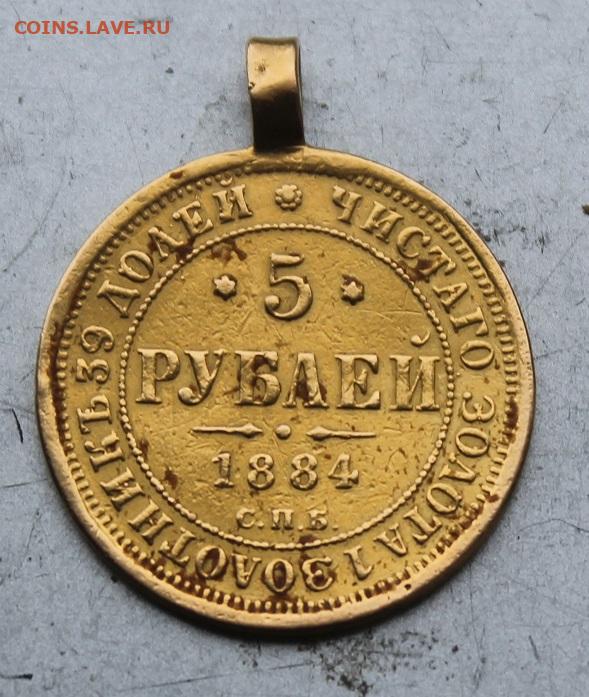 COINS.LAVE.RU
ЧИСТАГО ЗОЛОТА 1 ЗОЛОТНИКЪ 39 ДОЛЕЙ
5
РУБЛЕЙ
1884
С.П.Б.